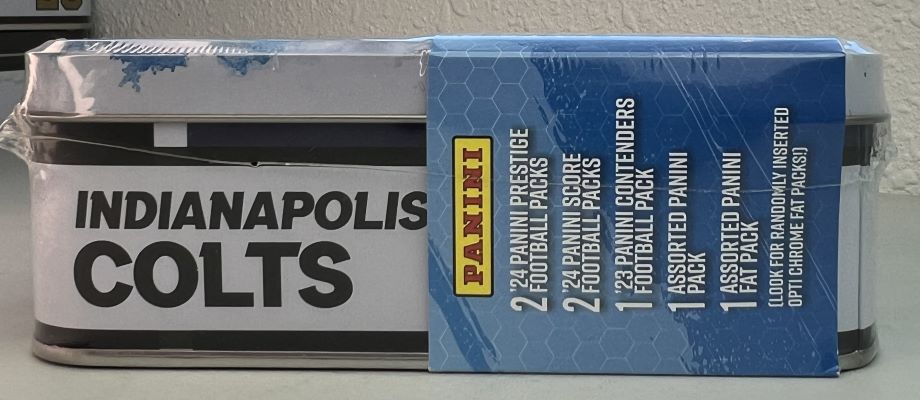 INDIANAPOLIS
COLTS
PANINI
2 '24 PANINI PRESTIGE
FOOTBALL PACKS
2 '24 SCORE
FOOTBALL PACKS
1 '23 PANINI CONTENDERS
FOOTBALL PACK
1 ASSORTED PANINI
PACK
1 ASSORTED PANINI
FAT PACK
(LOOK FOR RANDOMLY INSERTED
OPTI CHROME FAT PACKS!)